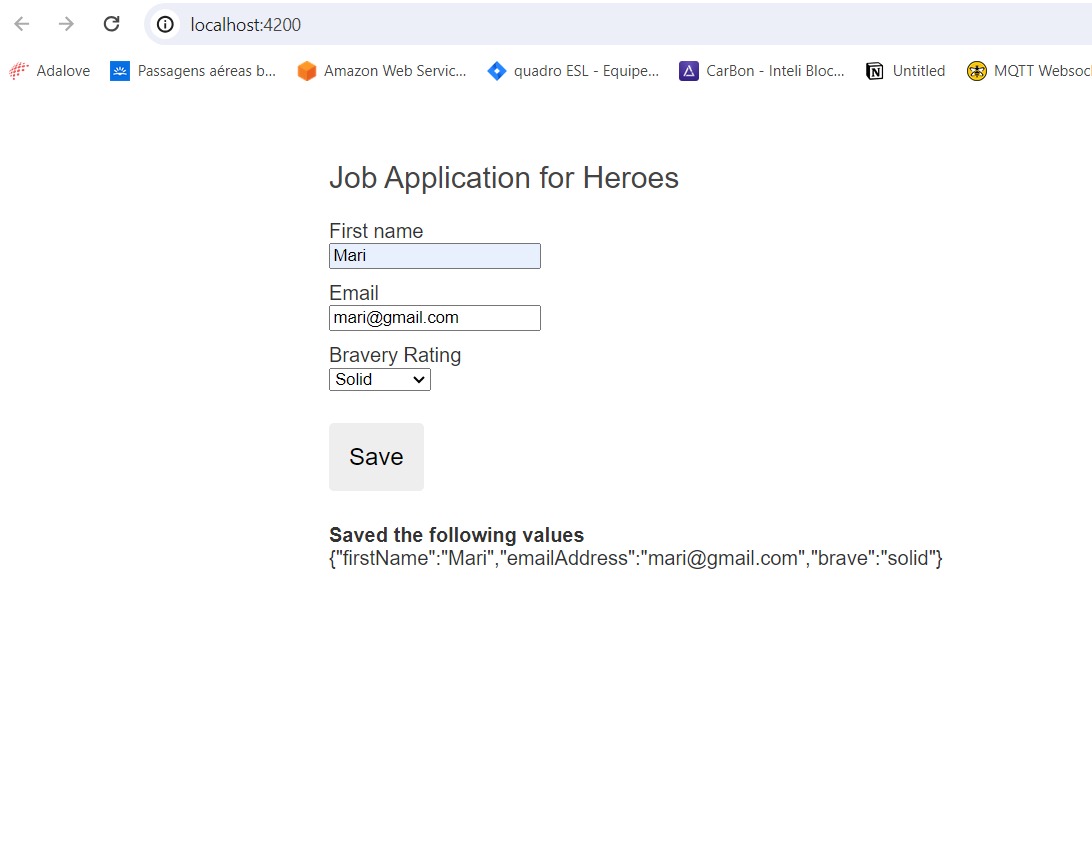 localhost:4200
Adalove Passagens aéreas b... Amazon Web Servic... quadro ESL - Equipe... CarBon - Inteli Bloc... Untitled MQTT Websoc
Job Application for Heroes
First name
Mari
Email
mari@gmail.com
Bravery Rating
Solid
Save
Saved the following values
{"firstName":"Mari","emailAddress":"mari@gmail.com","brave":"solid"}